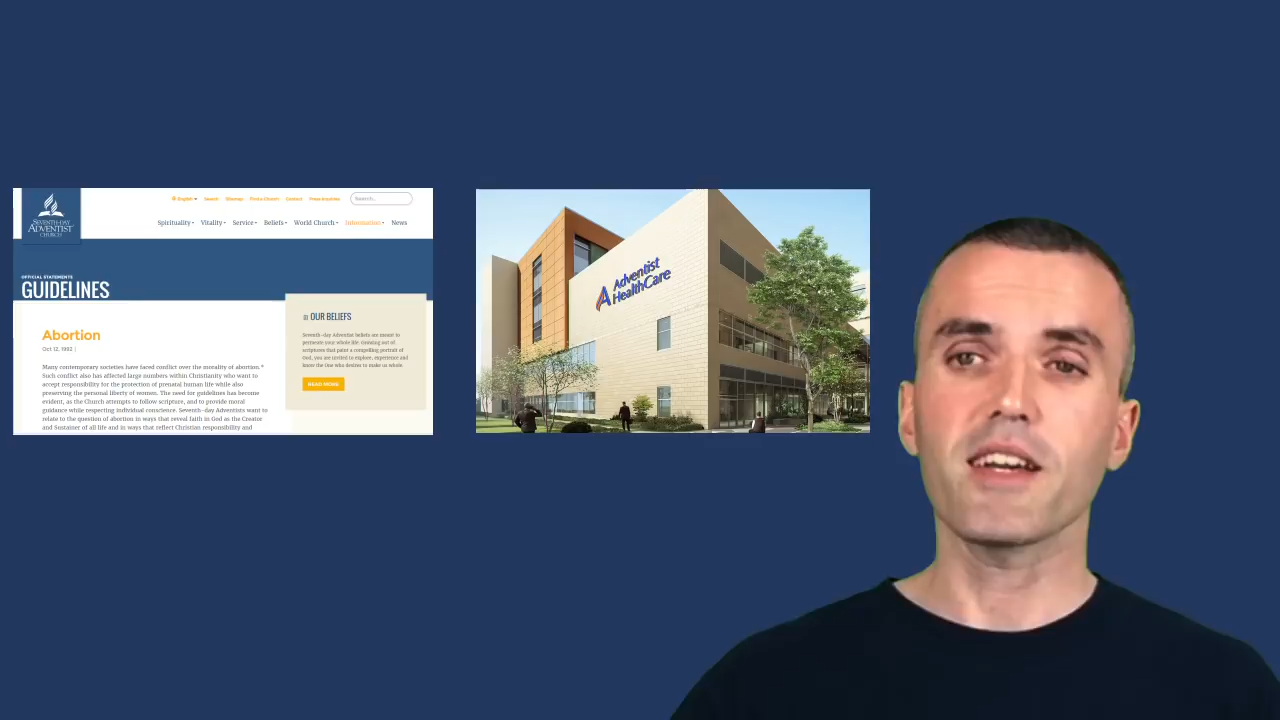 SEVENTH-DAY
ADVENTIST
CHURCH
English Search Sitemap Find a Church Contact Press Inquiries Search...
Spirituality Vitality Service Beliefs World Church Information News
OFFICIAL STATEMENTS
GUIDELINES
Abortion
Oct 12, 1992 |
Many contemporary societies have faced conflict over the morality of abortion.*
Such conflict also has affected large numbers within Christianity who want to
accept responsibility for the protection of prenatal human life while also
preserving the personal liberty of women. The need for guidelines has become
evident, as the Church attempts to follow scripture, and to provide moral
guidance while respecting individual conscience. Seventh-day Adventists want to
relate to the question of abortion in ways that reveal faith in God as the Creator
and Sustainer of all life and in ways that reflect Christian responsibility and
OUR BELIEFS
Seventh-day Adventist beliefs are meant to
permeate your whole life. Growing out of
scriptures that paint a compelling portrait of
God, you are invited to explore, experience and
know the One who desires to make us whole.
READ MORE
Adventist
HealthCare